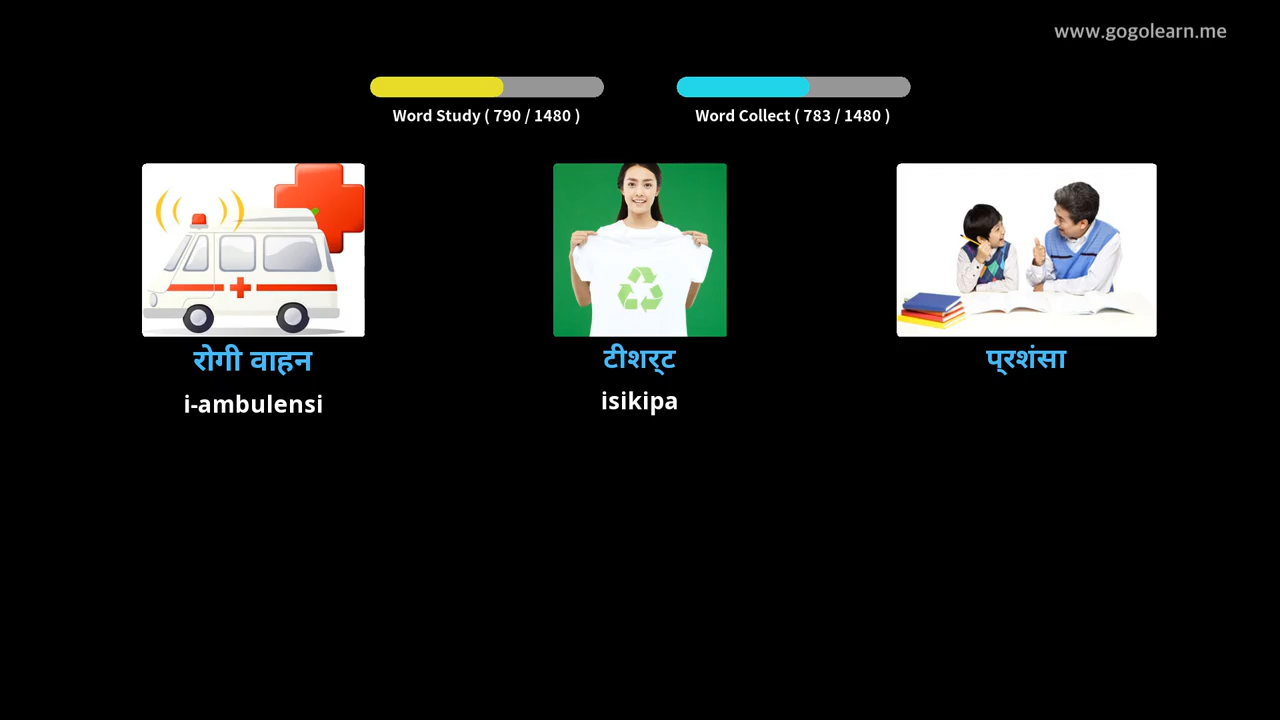 www.gogolearn.me
Word Study ( 790 / 1480 )
Word Collect ( 783 / 1480 )
रोगी वाहन
टीशर्ट
प्रशंसा
i-ambulensi
isikipa